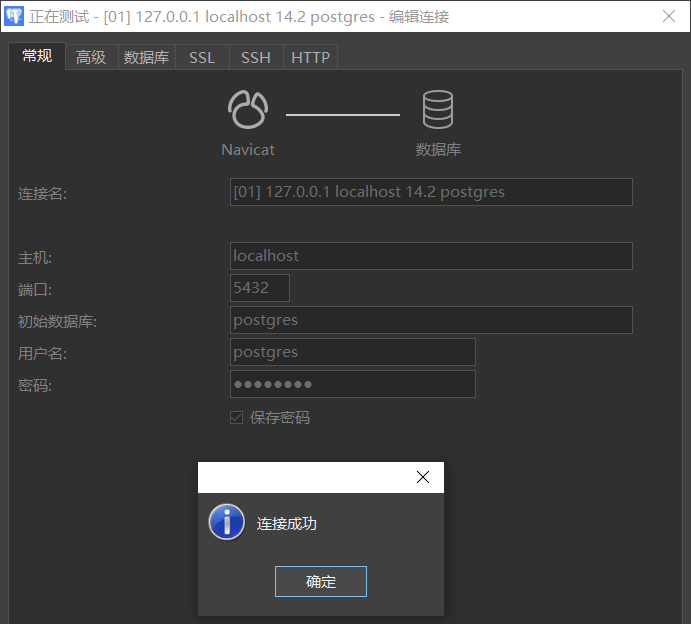 正在测试 - [01] 127.0.0.1 localhost 14.2 postgres - 编辑连接
常规 高级 数据库 SSL SSH HTTP
Navicat 数据库
连接名: [01] 127.0.0.1 localhost 14.2 postgres
主机: localhost
端口: 5432
初始数据库: postgres
用户名: postgres
密码: ●●●●●●●●
保存密码
连接成功
确定